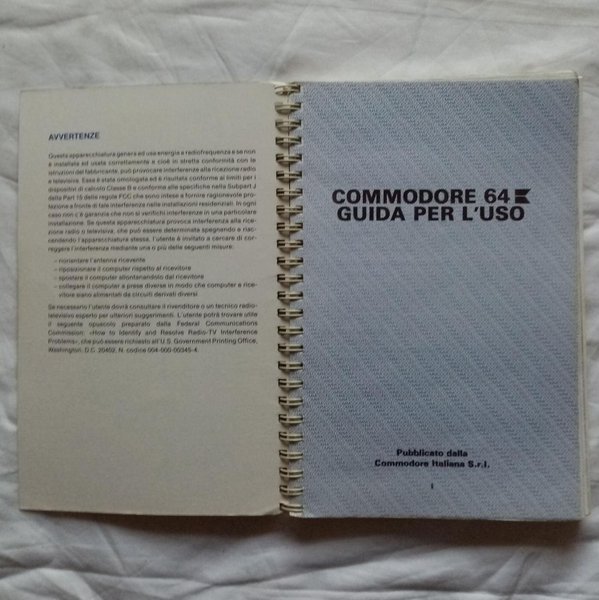 AVVERTENZE
Questa apparecchiatura genera ed usa energia a radiofrequenza e se non
è installata ed usata correttamente e cioè in stretta conformità con le
istruzioni del fabbricante, può provocare interferenze alla ricezione radio
e televisiva. Esse è stata omologata ed è risultata conforme ai limiti per i
dispositivi di calcolo Classe B e conforme alle specifiche nella Subpart J
della Part 15 delle regole FCC che sono intese a fornire ragionevole pro-
tezione a fronte di tale interferenza nelle installazioni residenziali. In ogni
caso non c'è garanzia che non si verifichi interferenza in una particolare
installazione. Se questa apparecchiatura provoca interferenza alla rice-
zione radio o televisiva, che può essere determinata spegnendo e riac-
cendendo l'apparecchiatura stessa, l'utente è invitato a cercare di cor-
reggere l'interferenza mediante una o più delle seguenti misure:
– riorientare l'antenna ricevente
– riposizionare il computer rispetto al ricevitore
– spostare il computer allontanandolo dal ricevitore
– collegare il computer a prese diverse in modo che computer e rice-
vitore siano alimentati da circuiti derivati diversi
Se necessario l'utente dovrà consultare il rivenditore o un tecnico radio-
televisivo esperto per ulteriori suggerimenti. L'utente potrà trovare utile
il seguente opuscolo preparato dalla Federal Communications
Commission: «How to Identify and Resolve Radio-TV Interference
Problems», che può essere richiesto all'U.S. Government Printing Office,
Washington, D.C. 20402, N. codice 004-000-00345-4.
COMMODORE 64
GUIDA PER L'USO
Pubblicato dalla
Commodore Italiana S.r.l.
I